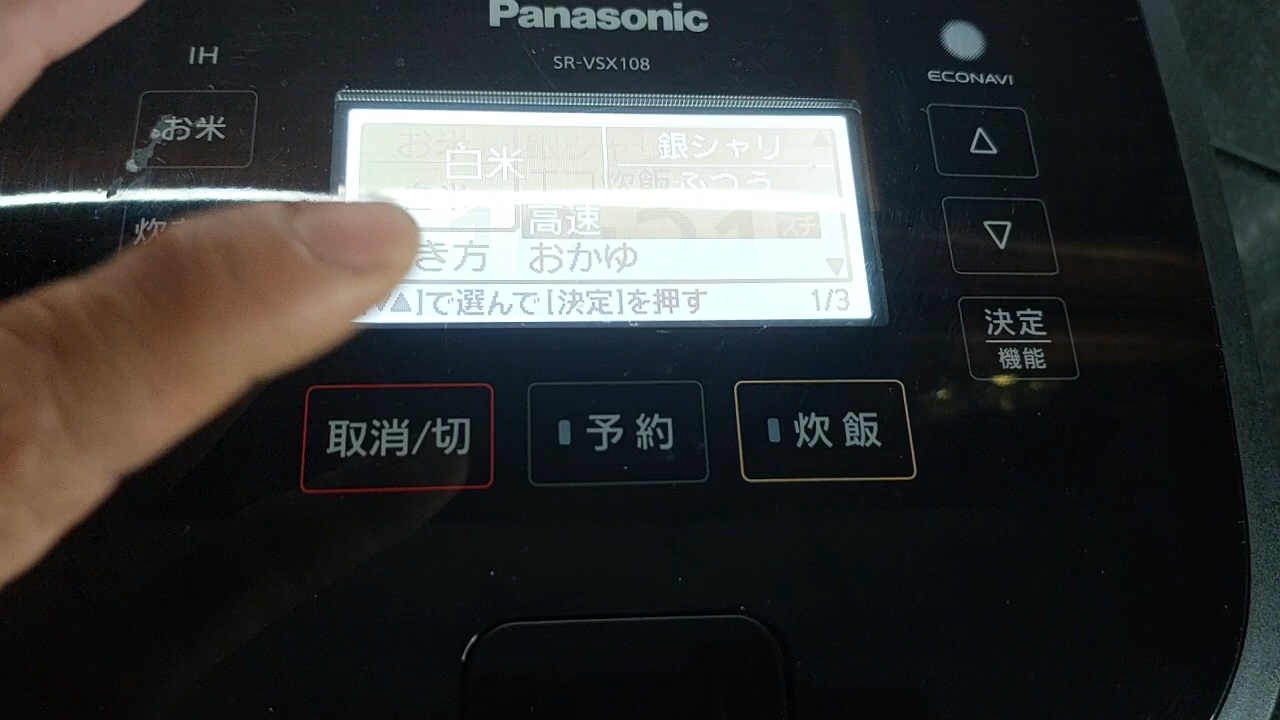 Panasonic
IH
SR-VSX108
ECONAVI
お米
白米
銀シャリ
ふつう
炊
高速
き方
おかゆ
▲]で選んで[決定]を押す
1/3
決定
機能
取消/切
予約
炊飯